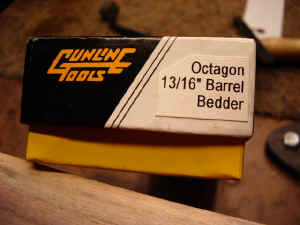 GUNLINE
TOOLS
Octagon
13/16" Barrel
Bedder